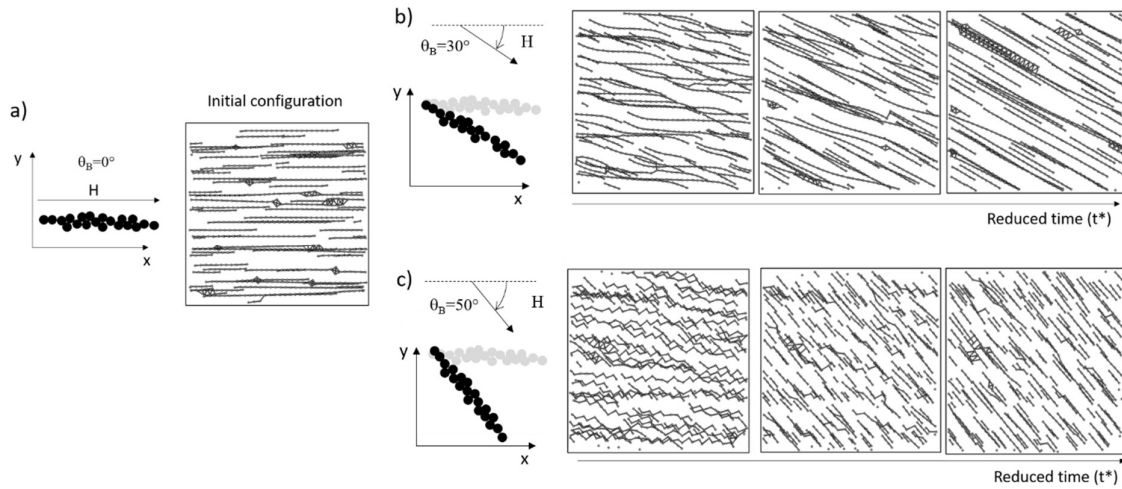 a)
Initial configuration
y
θB=0°
H
x
b)
θB=30°
H
y
x
Reduced time (t*)
c)
θB=50°
H
y
x
Reduced time (t*)